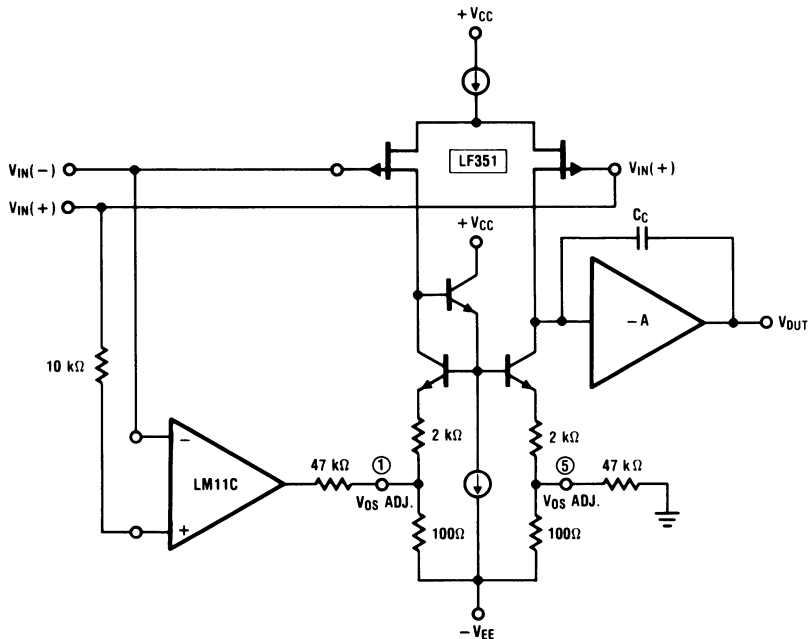 + VCC
LF351
VIN(−)
VIN(+)
VIN(+)
+ VCC
CC
− A
VOUT
10 kΩ
−
LM11C
+
47 kΩ
①
VOS ADJ.
2 kΩ
2 kΩ
⑤
VOS ADJ.
47 kΩ
100Ω
100Ω
− VEE